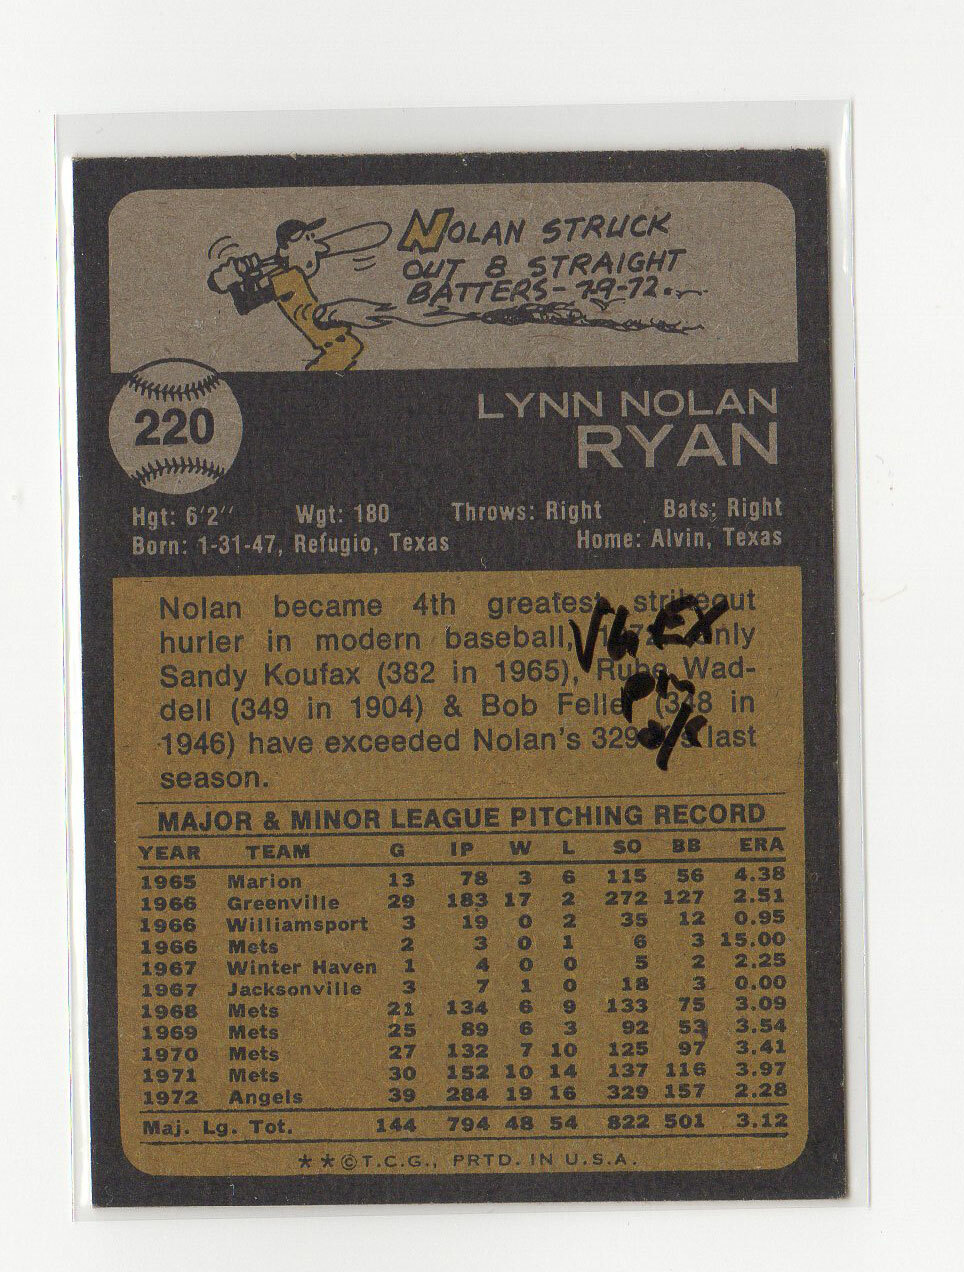 NOLAN STRUCK
OUT 8 STRAIGHT
BATTERS-7-9-72.
220
LYNN NOLAN
RYAN
Hgt: 6'2" Wgt: 180 Throws: Right Bats: Right
Born: 1-31-47, Refugio, Texas Home: Alvin, Texas
Nolan became 4th greatest strikeout
hurler in modern baseball, Only
Sandy Koufax (382 in 1965), Rube Wad-
dell (349 in 1904) & Bob Feller (348 in
1946) have exceeded Nolan's 329 last
season.
VG EX
pm
o/c
MAJOR & MINOR LEAGUE PITCHING RECORD
YEAR TEAM G IP W L SO BB ERA
1965 Marion 13 78 3 6 115 56 4.38
1966 Greenville 29 183 17 2 272 127 2.51
1966 Williamsport 3 19 0 2 35 12 0.95
1966 Mets 2 3 0 1 6 3 15.00
1967 Winter Haven 1 4 0 0 5 2 2.25
1967 Jacksonville 3 7 1 0 18 3 0.00
1968 Mets 21 134 6 9 133 75 3.09
1969 Mets 25 89 6 3 92 53 3.54
1970 Mets 27 132 7 10 125 97 3.41
1971 Mets 30 152 10 14 137 116 3.97
1972 Angels 39 284 19 16 329 157 2.28
Maj. Lg. Tot. 144 794 48 54 822 501 3.12
**©T.C.G., PRTD. IN U.S.A.